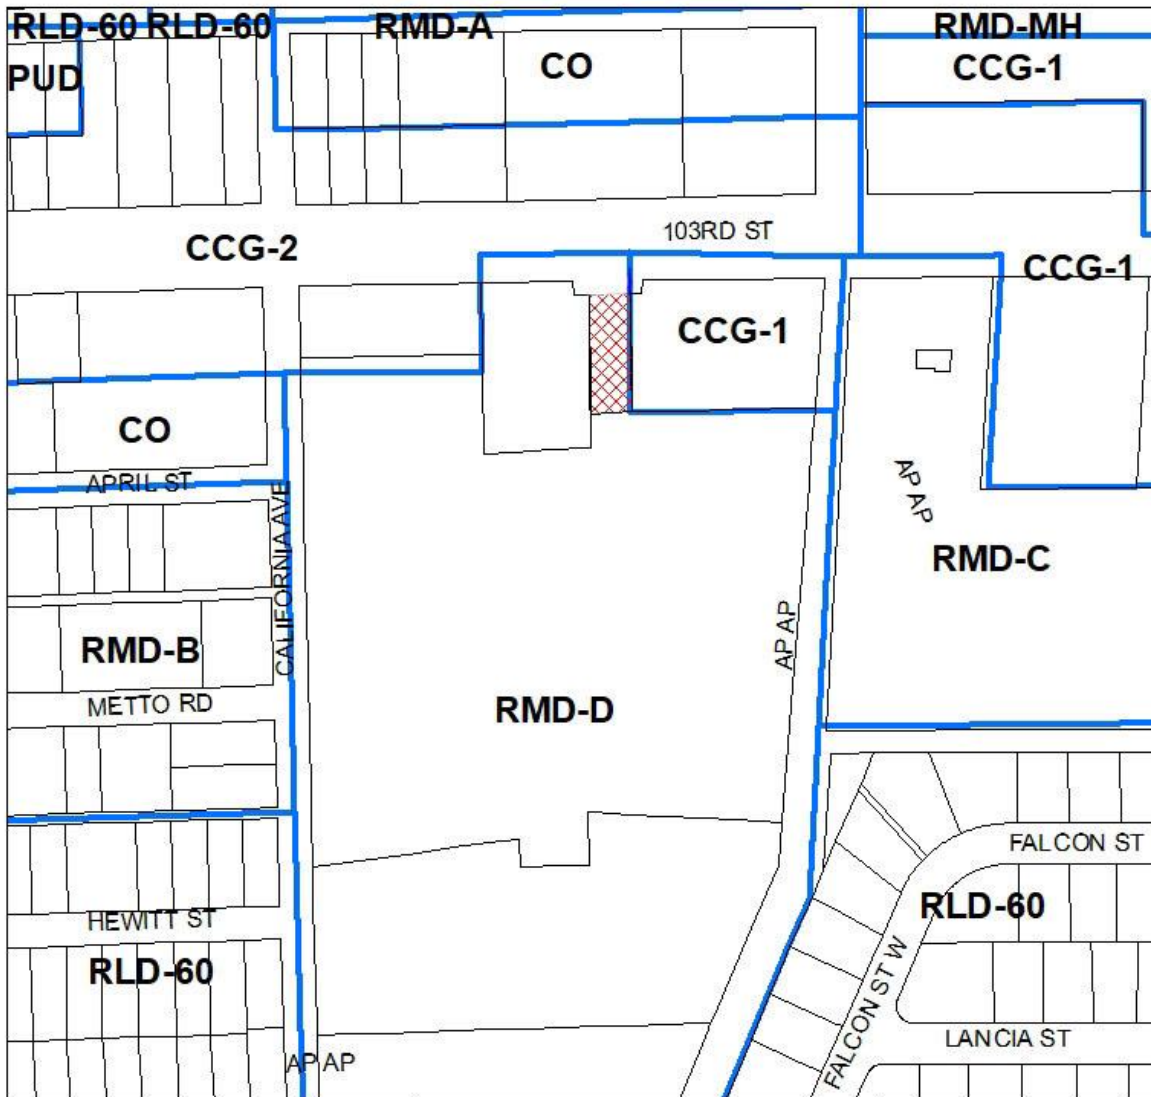 RLD-60 RLD-60 RMD-A RMD-MH
PUD CO CCG-1
103RD ST
CCG-2
CCG-1
CCG-1
CO
APRIL ST
CALIFORNIA AVE
AP AP
RMD-C
RMD-B
AP AP
METTO RD
RMD-D
FALCON ST
HEWITT ST
RLD-60
RLD-60
FALCON ST W
LANCIA ST
AP AP